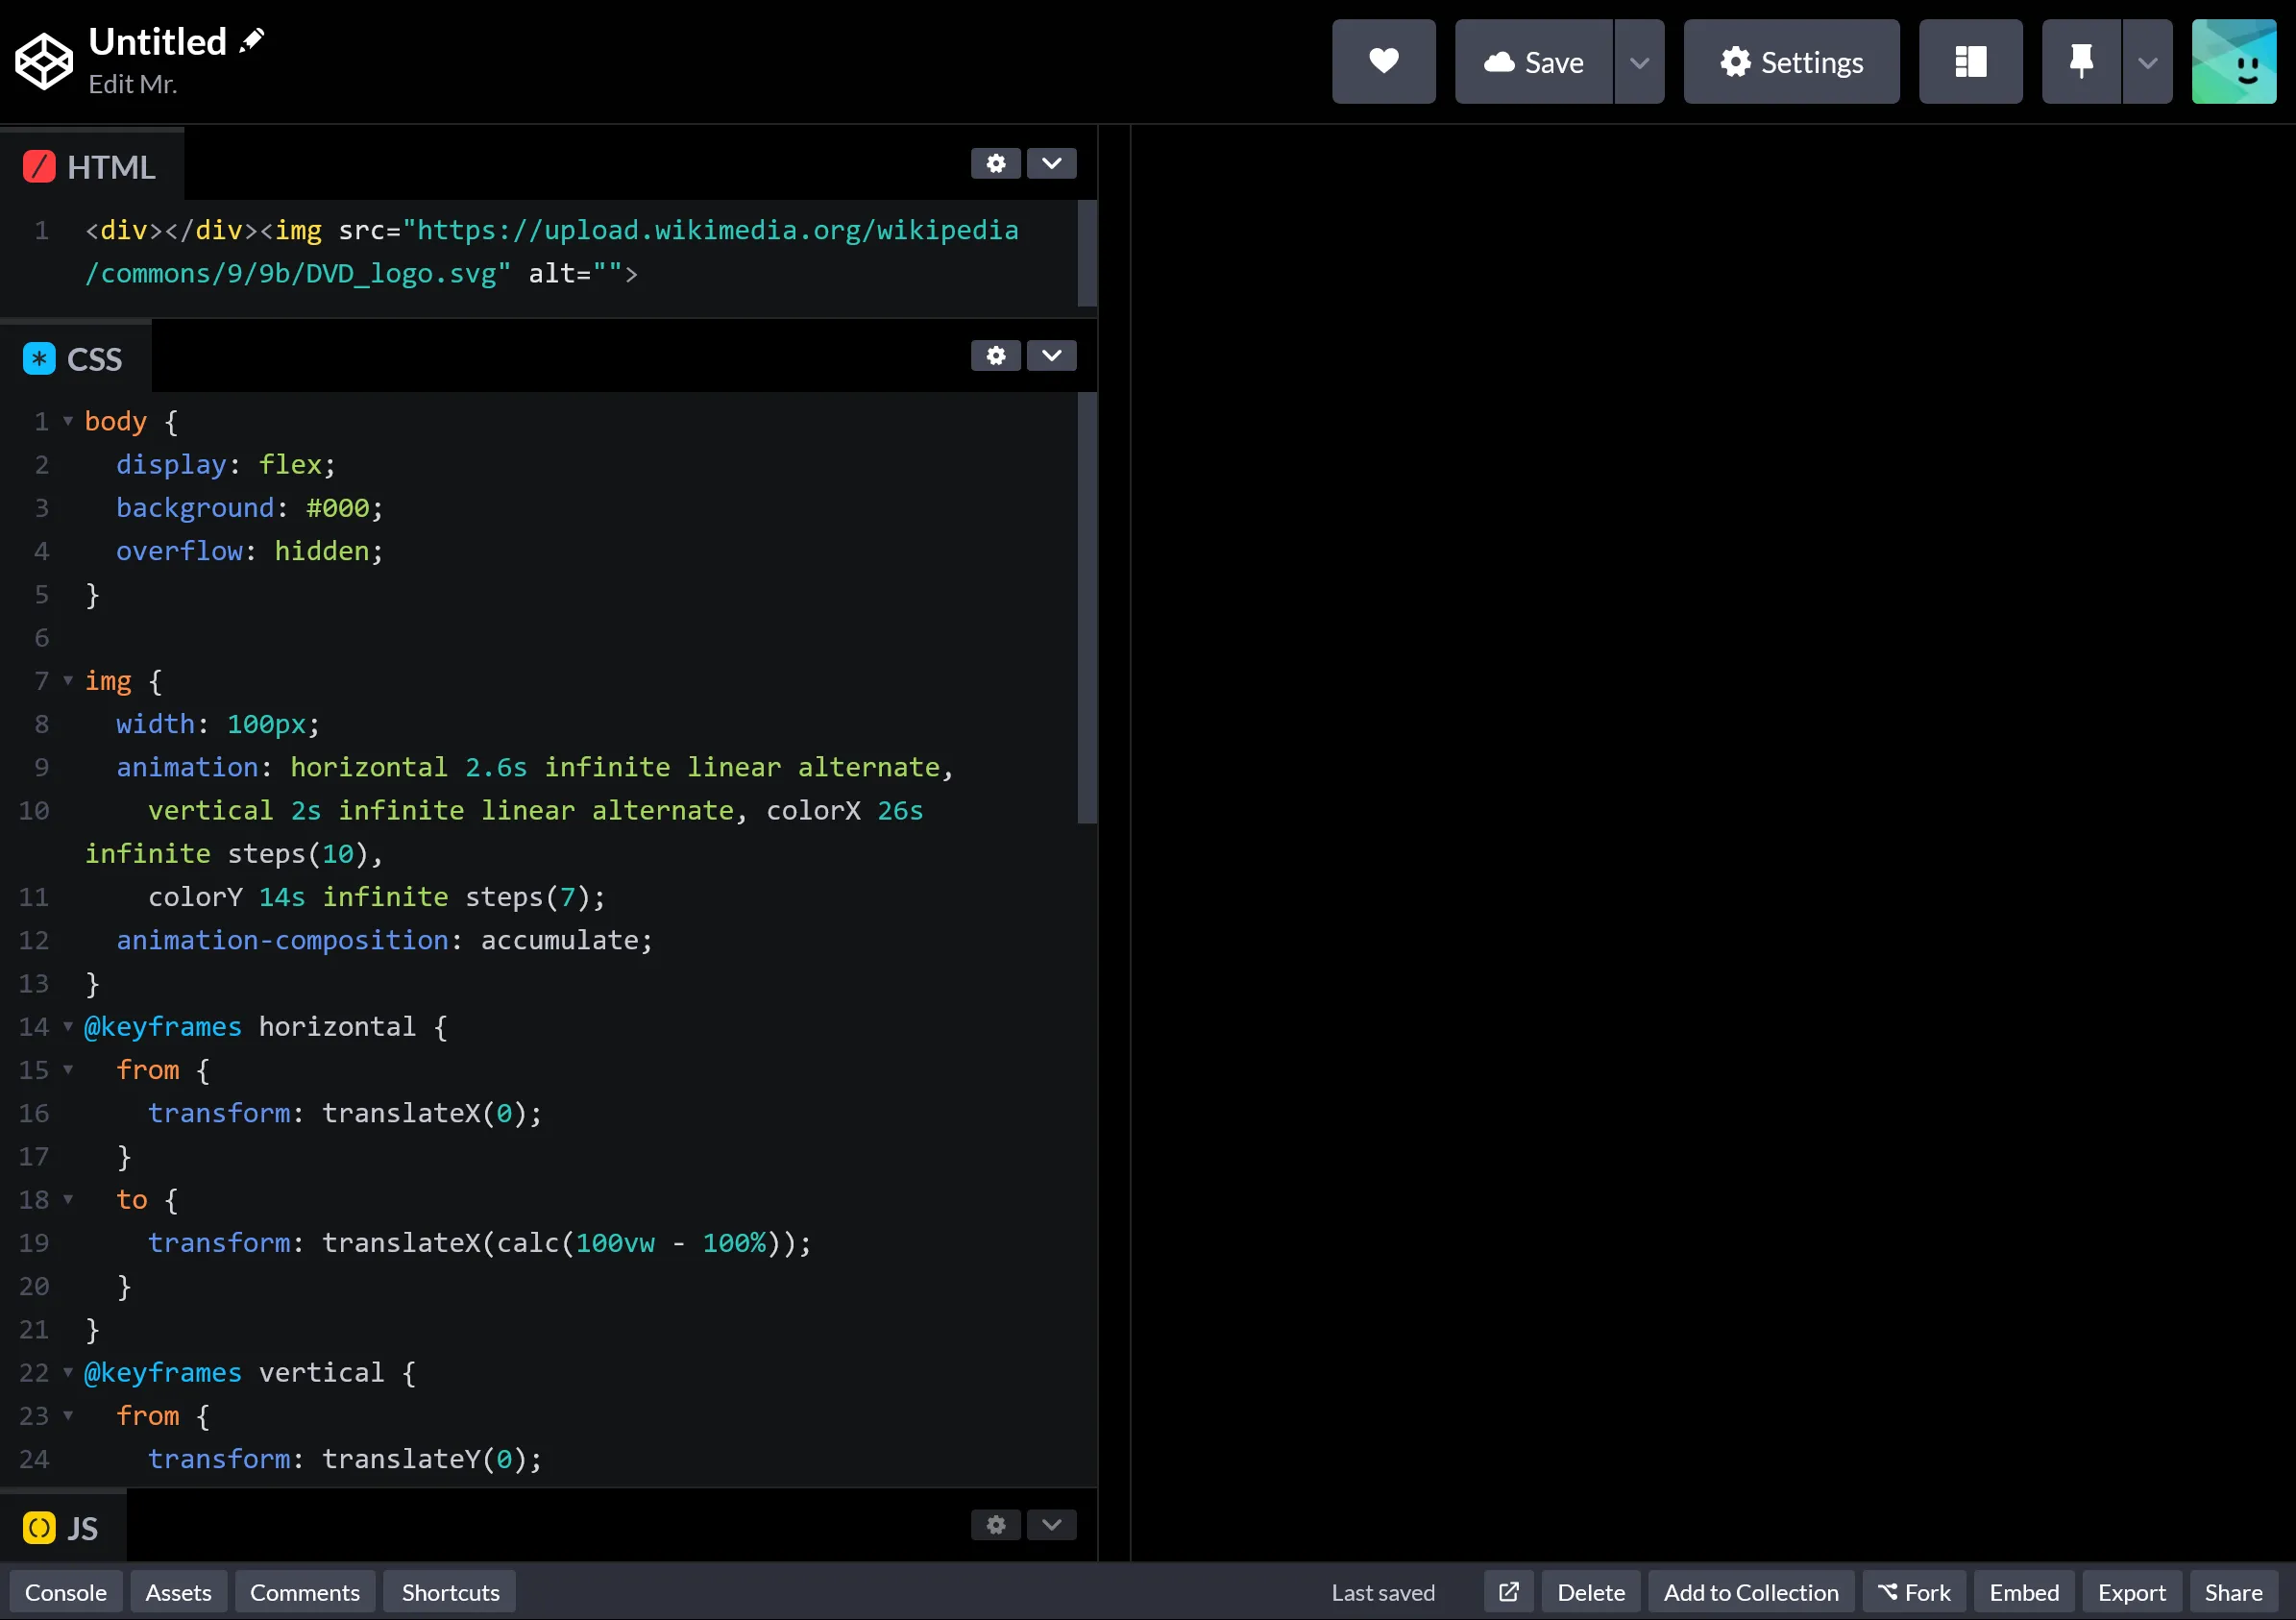 Untitled
Edit Mr.
Save
Settings
HTML
1 <div></div><img src="https://upload.wikimedia.org/wikipedia
/commons/9/9b/DVD_logo.svg" alt="">
CSS
1 body {
2 display: flex;
3 background: #000;
4 overflow: hidden;
5 }
6
7 img {
8 width: 100px;
9 animation: horizontal 2.6s infinite linear alternate,
10 vertical 2s infinite linear alternate, colorX 26s
infinite steps(10),
11 colorY 14s infinite steps(7);
12 animation-composition: accumulate;
13 }
14 @keyframes horizontal {
15 from {
16 transform: translateX(0);
17 }
18 to {
19 transform: translateX(calc(100vw - 100%));
20 }
21 }
22 @keyframes vertical {
23 from {
24 transform: translateY(0);
JS
Console Assets Comments Shortcuts Last saved Delete Add to Collection Fork Embed Export Share